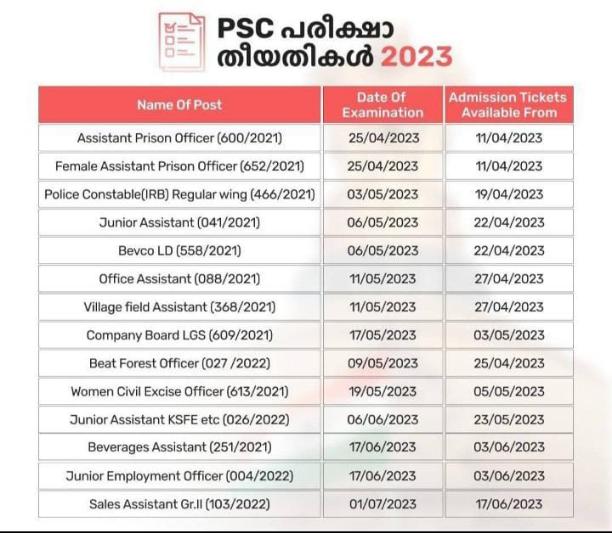 PSC പരീക്ഷാ
തീയതികൾ 2023
Name Of Post Date Of Examination Admission Tickets Available From
Assistant Prison Officer (600/2021) 25/04/2023 11/04/2023
Female Assistant Prison Officer (652/2021) 25/04/2023 11/04/2023
Police Constable(IRB) Regular wing (466/2021) 03/05/2023 19/04/2023
Junior Assistant (041/2021) 06/05/2023 22/04/2023
Bevco LD (558/2021) 06/05/2023 22/04/2023
Office Assistant (088/2021) 11/05/2023 27/04/2023
Village field Assistant (368/2021) 11/05/2023 27/04/2023
Company Board LGS (609/2021) 17/05/2023 03/05/2023
Beat Forest Officer (027 /2022) 09/05/2023 25/04/2023
Women Civil Excise Officer (613/2021) 19/05/2023 05/05/2023
Junior Assistant KSFE etc (026/2022) 06/06/2023 23/05/2023
Beverages Assistant (251/2021) 17/06/2023 03/06/2023
Junior Employment Officer (004/2022) 17/06/2023 03/06/2023
Sales Assistant Gr.II (103/2022) 01/07/2023 17/06/2023